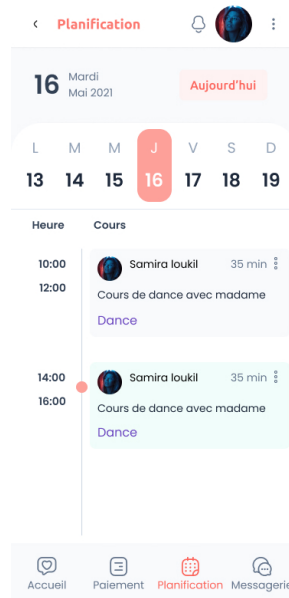 Planification
16 Mardi
Mai 2021
Aujourd'hui
L M M J V S D
13 14 15 16 17 18 19
Heure Cours
10:00 Samira loukil 35 min
12:00
Cours de dance avec madame
Dance
14:00 Samira loukil 35 min
16:00
Cours de dance avec madame
Dance
Accueil Paiement Planification Messagerie